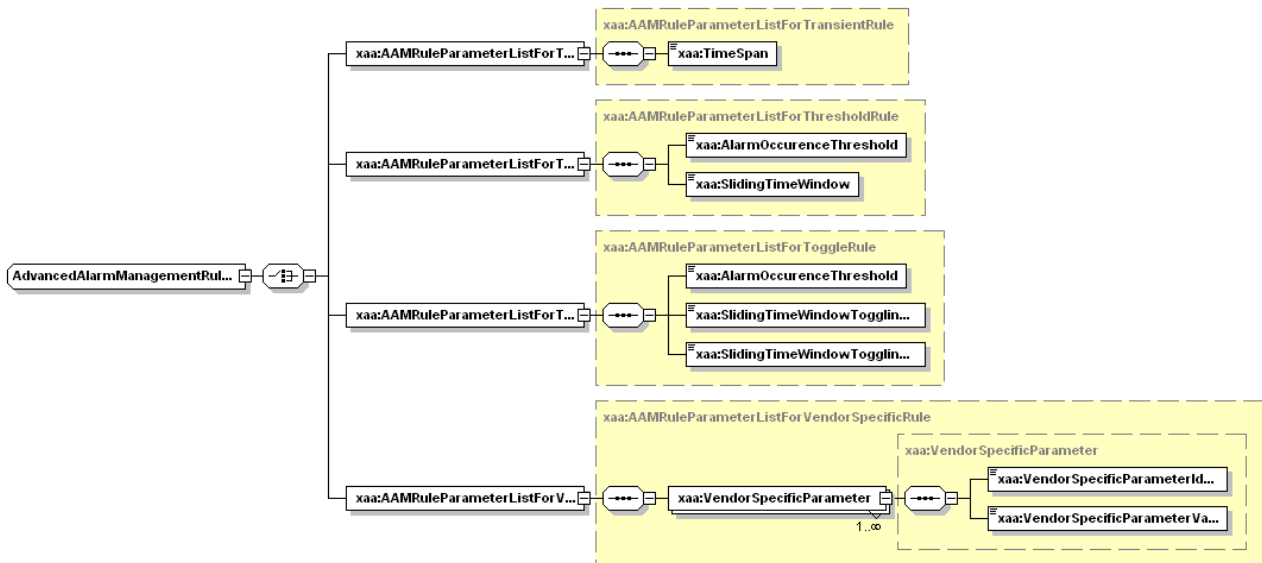 xaa:AAMRuleParameterListForTransientRule
xaa:AAMRuleParameterListForT...
xaa:TimeSpan
xaa:AAMRuleParameterListForThresholdRule
xaa:AlarmOccurenceThreshold
xaa:AAMRuleParameterListForT...
xaa:SlidingTimeWindow
xaa:AAMRuleParameterListForToggleRule
AdvancedAlarmManagementRul...
xaa:AlarmOccurenceThreshold
xaa:AAMRuleParameterListForT...
xaa:SlidingTimeWindowTogglin...
xaa:SlidingTimeWindowTogglin...
xaa:AAMRuleParameterListForVendorSpecificRule
xaa:VendorSpecificParameter
xaa:VendorSpecificParameterId...
xaa:AAMRuleParameterListForV...
xaa:VendorSpecificParameter
1..∞
xaa:VendorSpecificParameterVa...